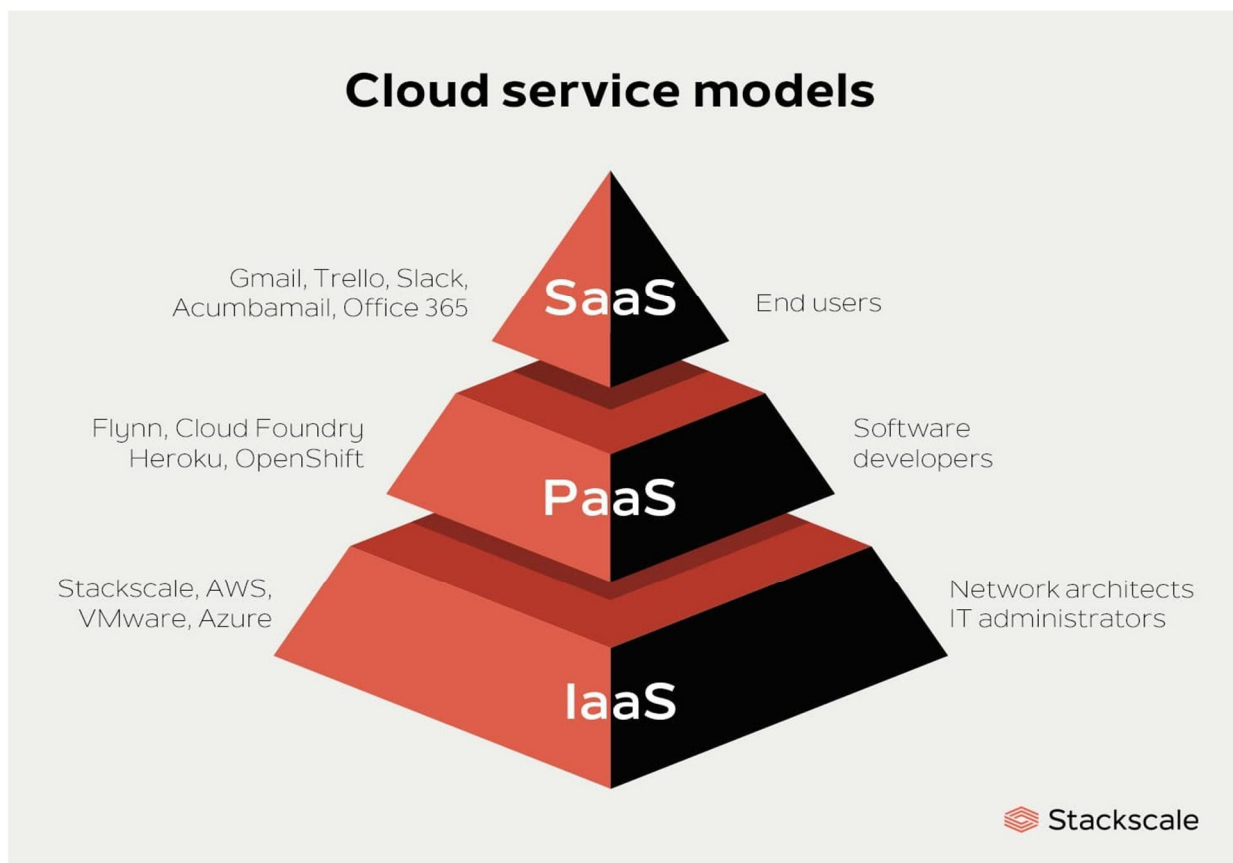 Cloud service models
Gmail, Trello, Slack,
Acumbamail, Office 365
SaaS
End users
Flynn, Cloud Foundry
Heroku, OpenShift
PaaS
Software
developers
Stackscale, AWS,
VMware, Azure
IaaS
Network architects
IT administrators
Stackscale